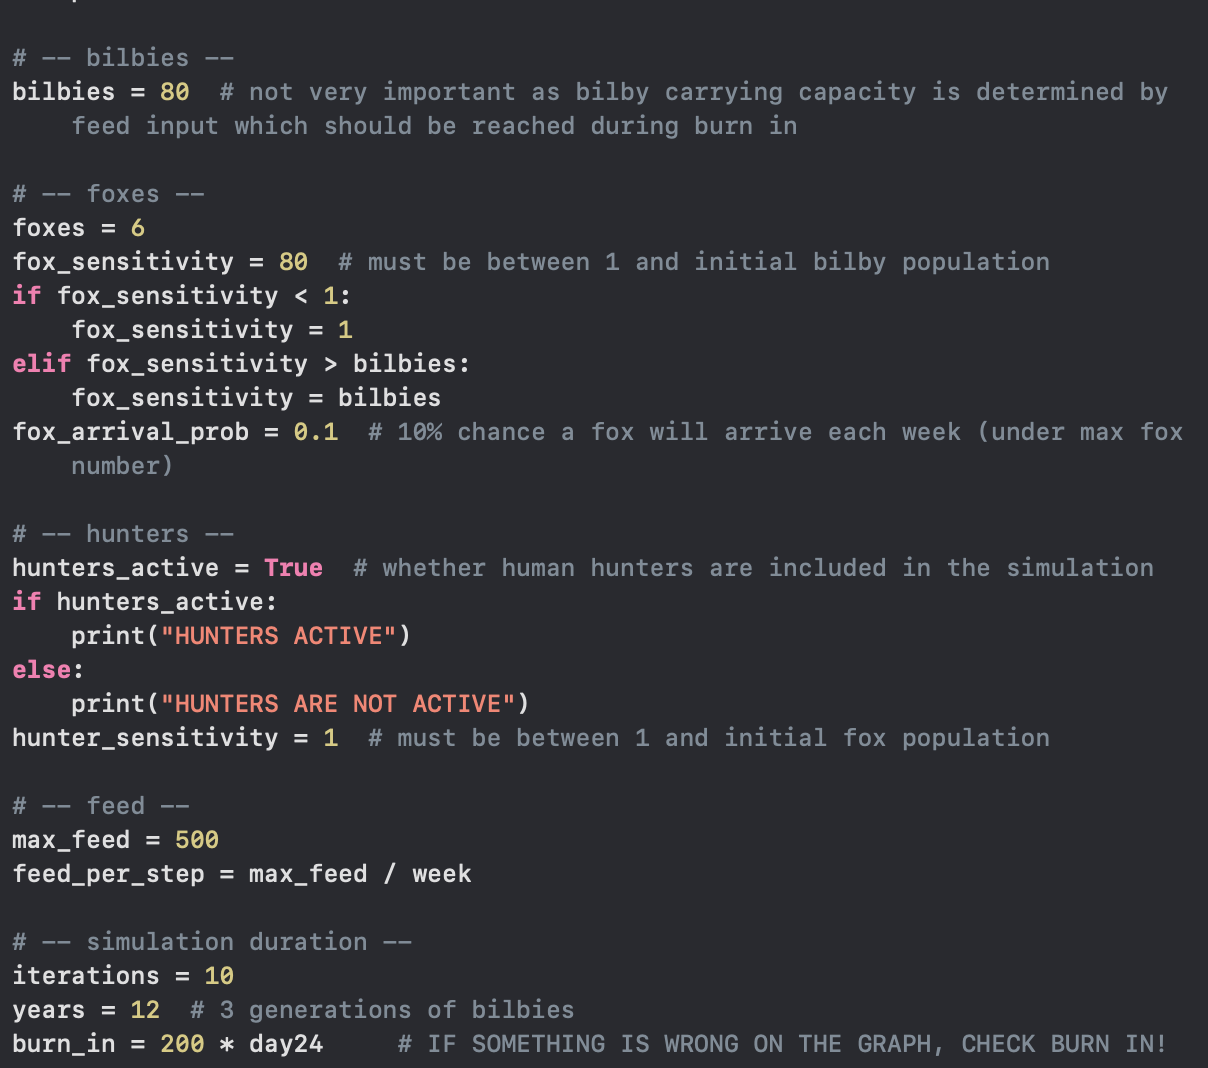 # -- bilbies --
bilbies = 80  # not very important as bilby carrying capacity is determined by
    feed input which should be reached during burn in
# -- foxes --
foxes = 6
fox_sensitivity = 80  # must be between 1 and initial bilby population
if fox_sensitivity < 1:
    fox_sensitivity = 1
elif fox_sensitivity > bilbies:
    fox_sensitivity = bilbies
fox_arrival_prob = 0.1  # 10% chance a fox will arrive each week (under max fox
    number)
# -- hunters --
hunters_active = True  # whether human hunters are included in the simulation
if hunters_active:
    print("HUNTERS ACTIVE")
else:
    print("HUNTERS ARE NOT ACTIVE")
hunter_sensitivity = 1  # must be between 1 and initial fox population
# -- feed --
max_feed = 500
feed_per_step = max_feed / week
# -- simulation duration --
iterations = 10
years = 12  # 3 generations of bilbies
burn_in = 200 * day24     # IF SOMETHING IS WRONG ON THE GRAPH, CHECK BURN IN!